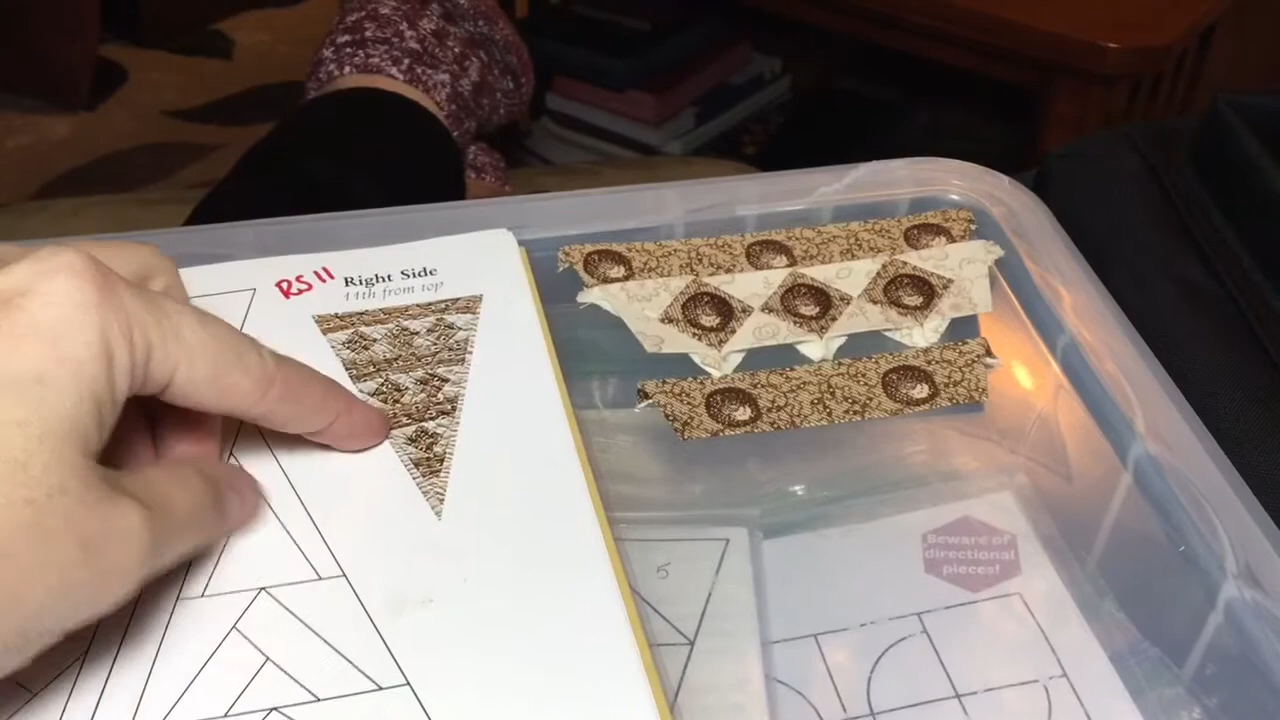 RS 11
Right Side
11th from top
5
Beware of
directional
pieces!